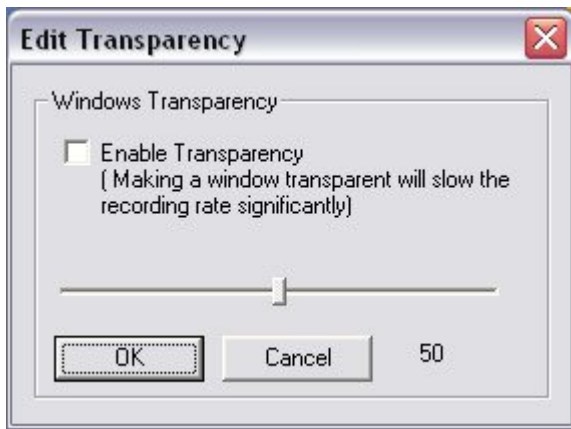 Edit Transparency
Windows Transparency
Enable Transparency
( Making a window transparent will slow the
recording rate significantly)
OK
Cancel
50